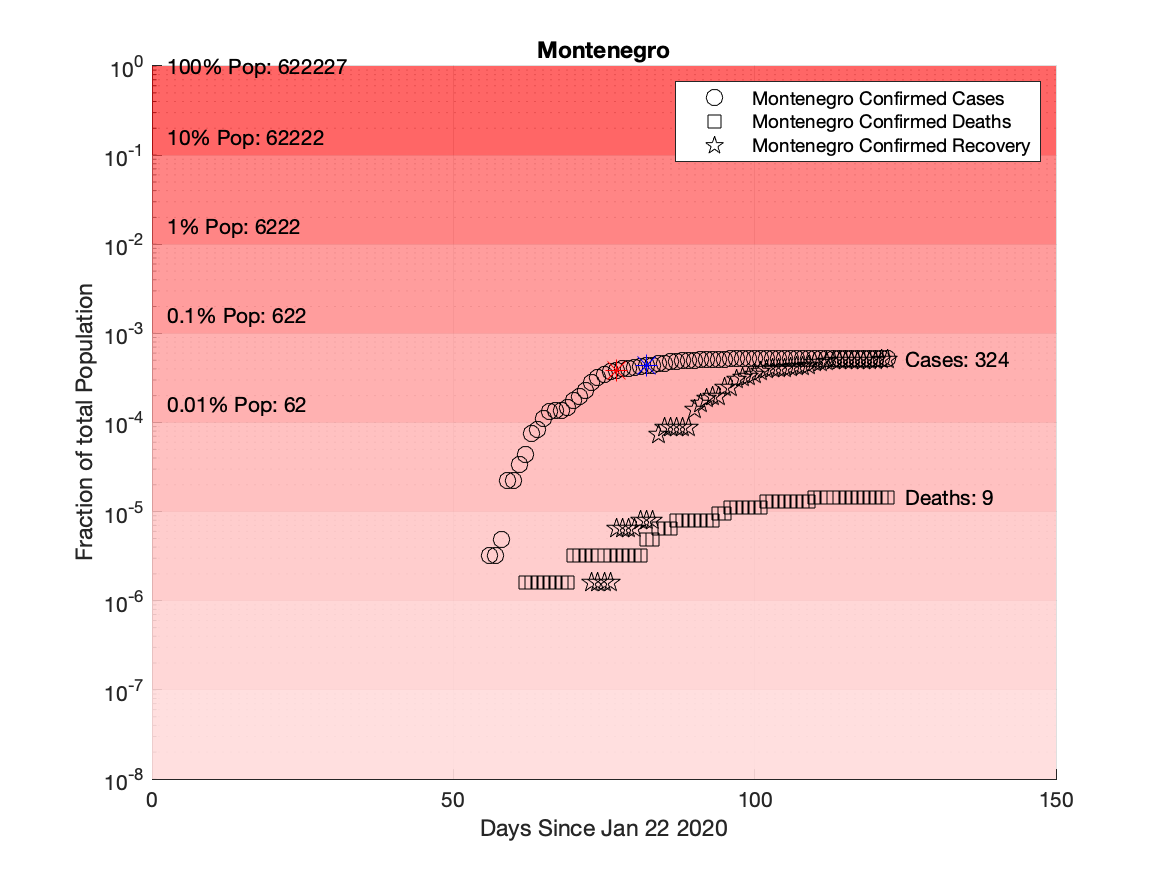 Montenegro
10^0
100% Pop: 622227
Montenegro Confirmed Cases
Montenegro Confirmed Deaths
Montenegro Confirmed Recovery
10% Pop: 62222
10^-1
1% Pop: 6222
10^-2
0.1% Pop: 622
10^-3
Cases: 324
0.01% Pop: 62
10^-4
Deaths: 9
10^-5
10^-6
10^-7
10^-8
Fraction of total Population
0 50 100 150
Days Since Jan 22 2020